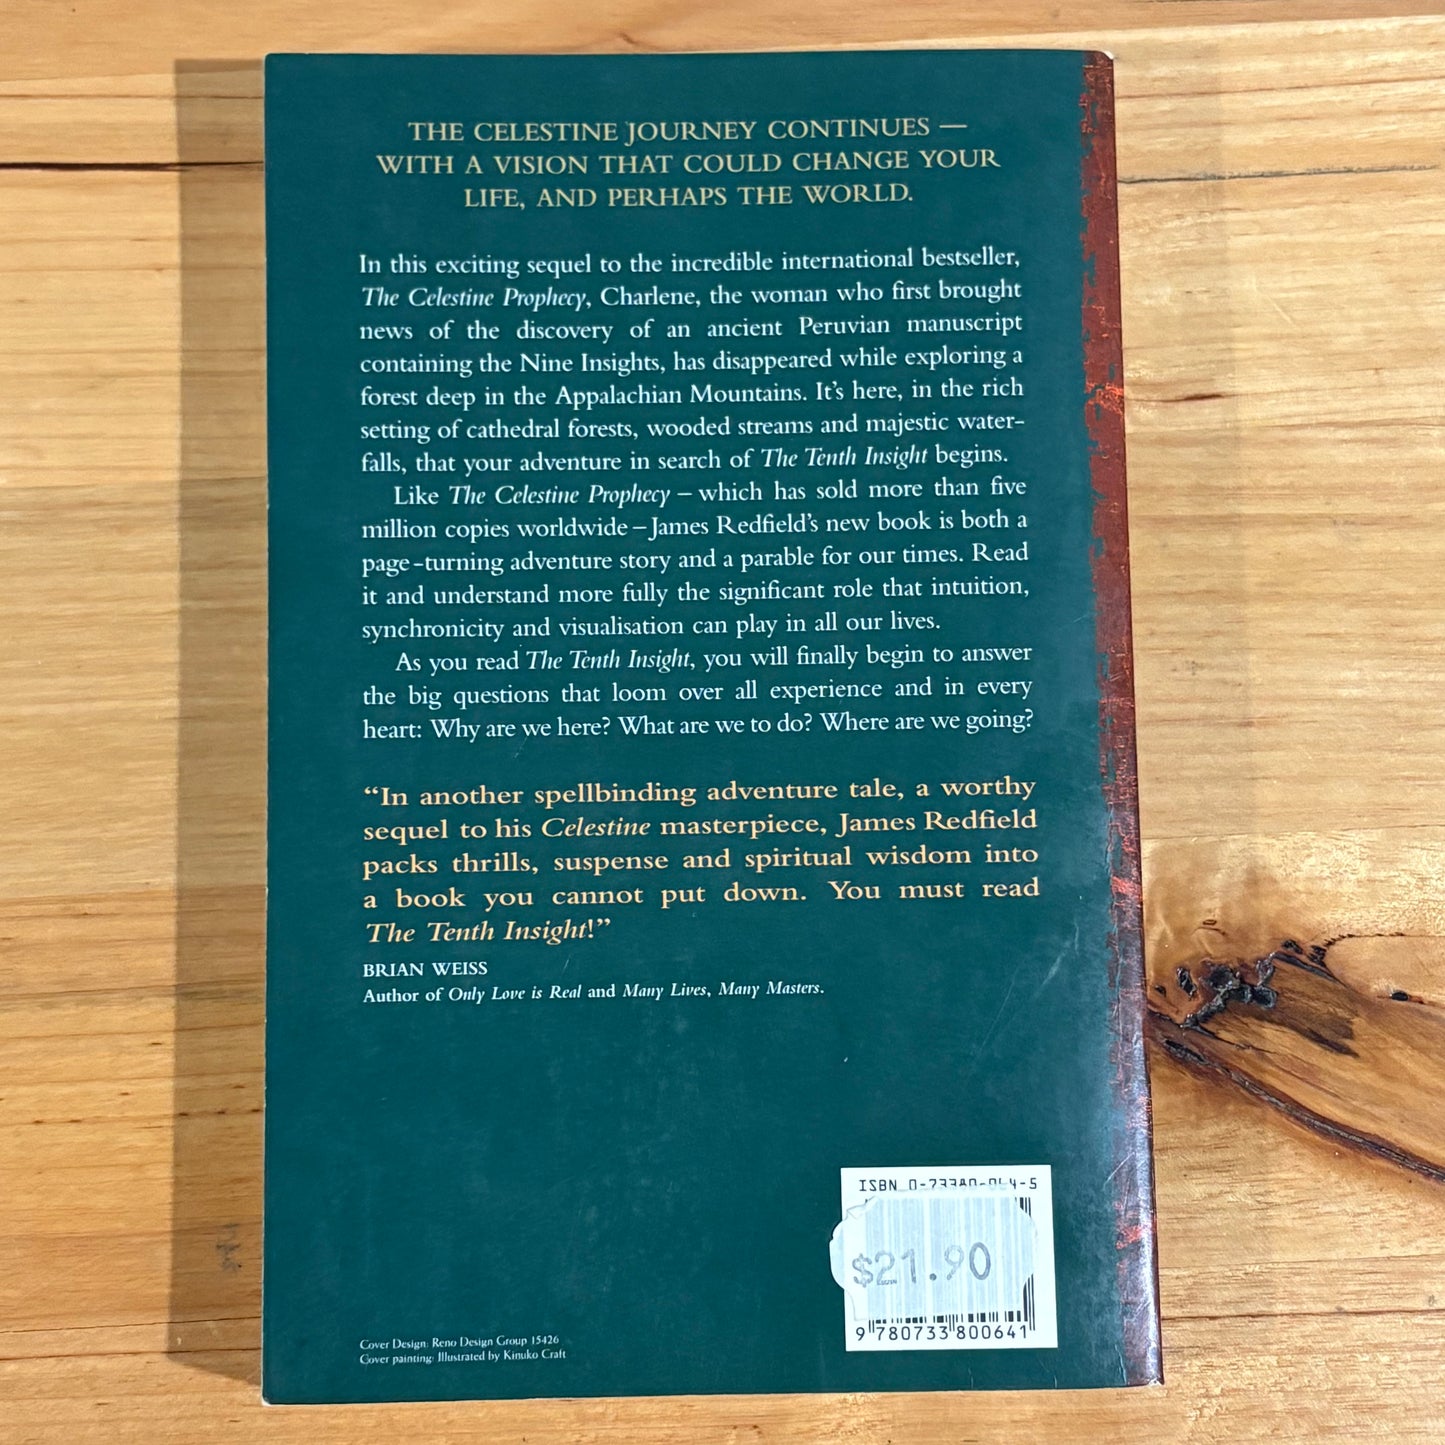 THE CELESTINE JOURNEY CONTINUES —
WITH A VISION THAT COULD CHANGE YOUR
LIFE, AND PERHAPS THE WORLD.
In this exciting sequel to the incredible international bestseller,
The Celestine Prophecy, Charlene, the woman who first brought
news of the discovery of an ancient Peruvian manuscript
containing the Nine Insights, has disappeared while exploring a
forest deep in the Appalachian Mountains. It's here, in the rich
setting of cathedral forests, wooded streams and majestic water-
falls, that your adventure in search of The Tenth Insight begins.
Like The Celestine Prophecy – which has sold more than five
million copies worldwide – James Redfield's new book is both a
page-turning adventure story and a parable for our times. Read
it and understand more fully the significant role that intuition,
synchronicity and visualisation can play in all our lives.
As you read The Tenth Insight, you will finally begin to answer
the big questions that loom over all experience and in every
heart: Why are we here? What are we to do? Where are we going?
“In another spellbinding adventure tale, a worthy
sequel to his Celestine masterpiece, James Redfield
packs thrills, suspense and spiritual wisdom into
a book you cannot put down. You must read
The Tenth Insight!”
BRIAN WEISS
Author of Only Love is Real and Many Lives, Many Masters.
ISBN 0-73380-064-5
$21.90
9 780733 800641
Cover Design: Reno Design Group 15426
Cover painting: Illustrated by Kinuko Craft